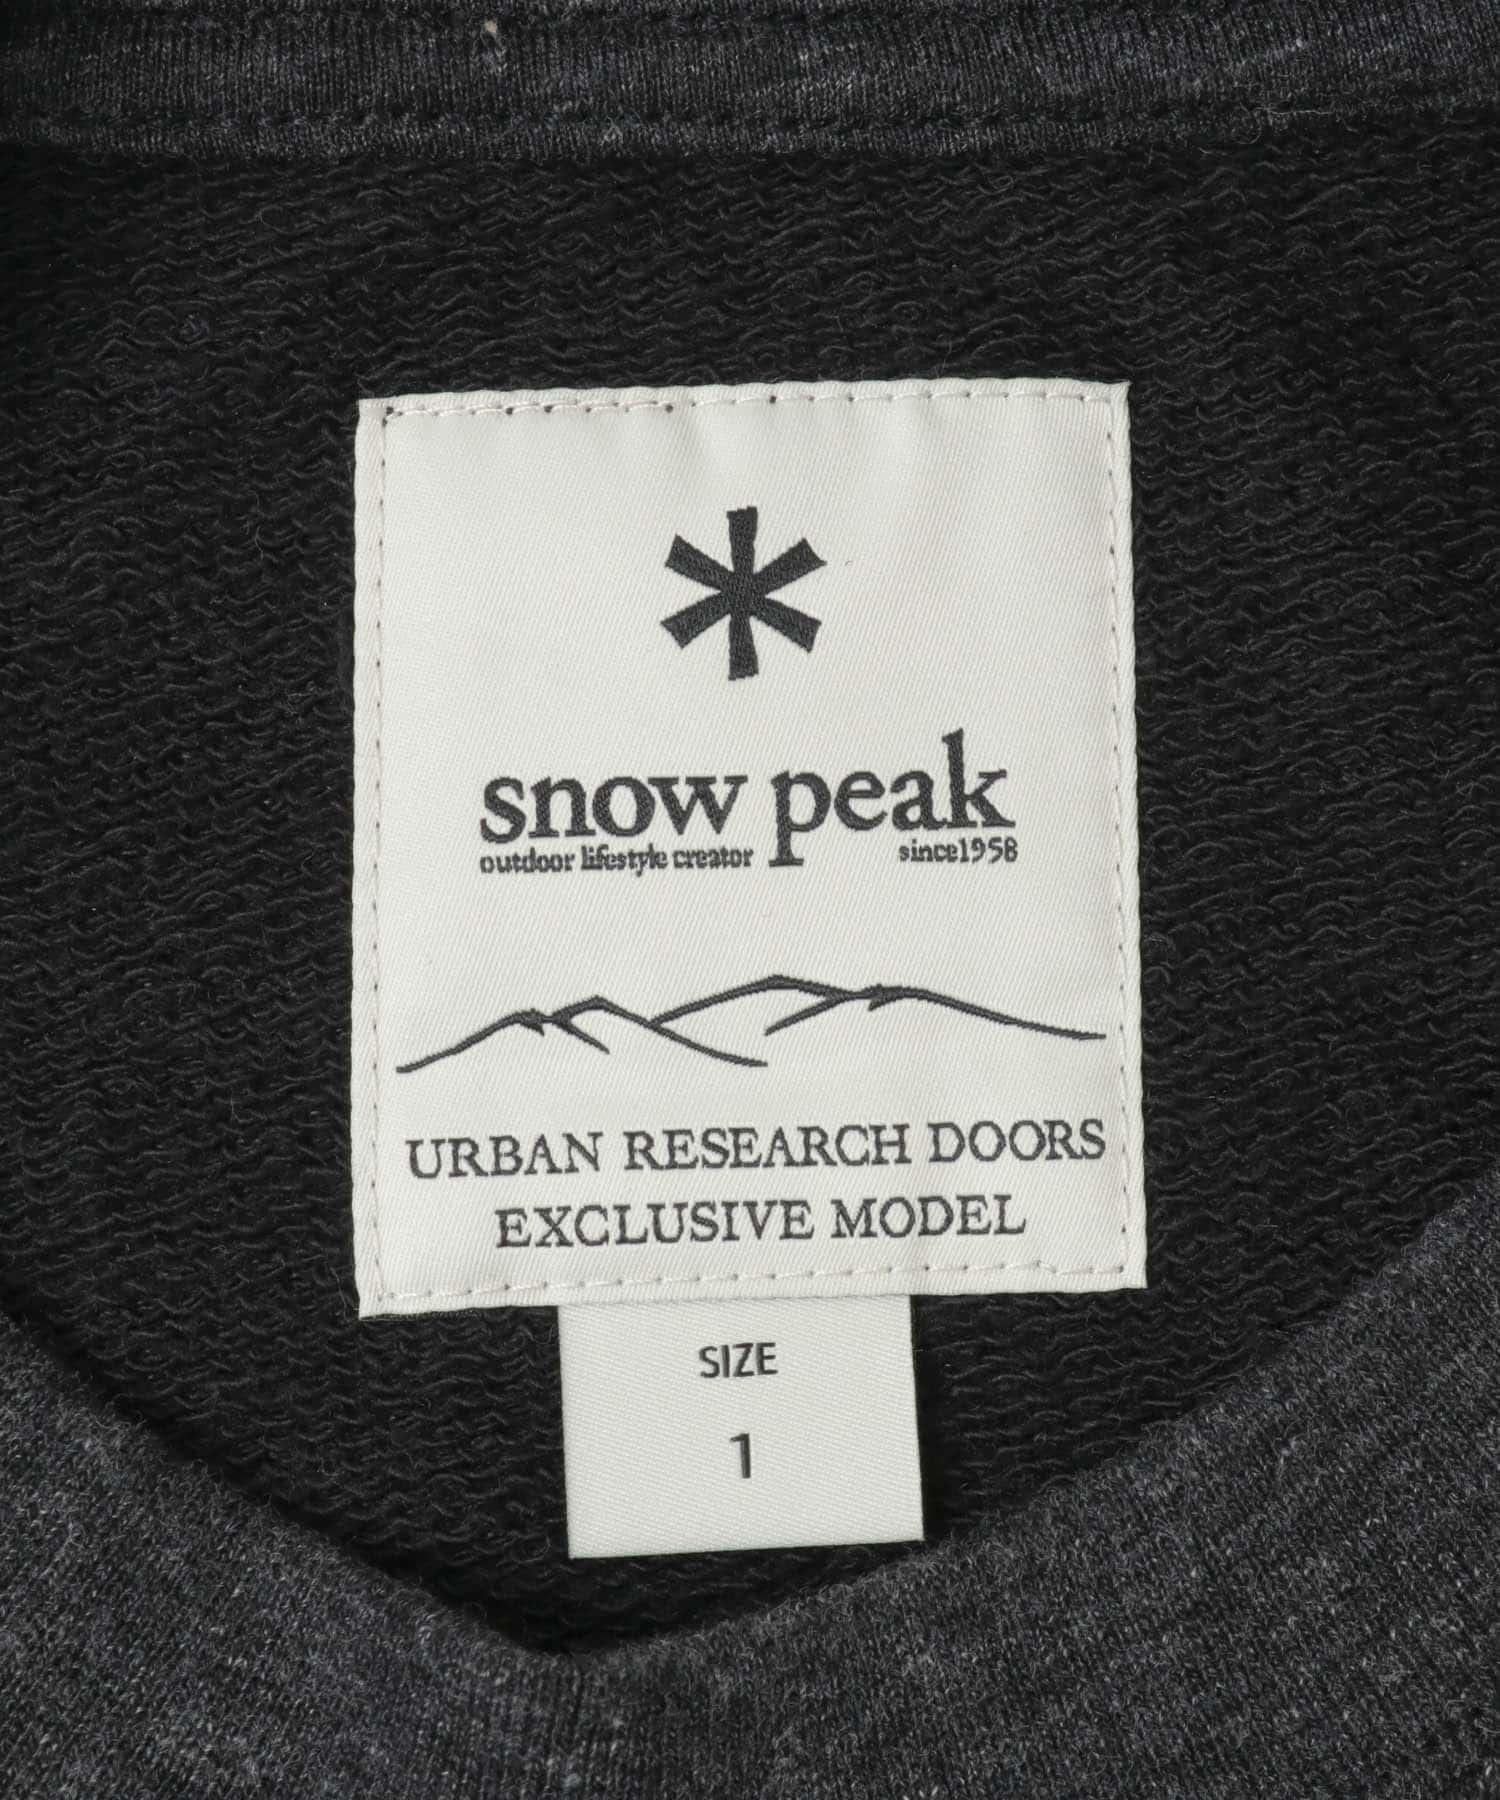 snow peak
outdoor lifestyle creator since1958
URBAN RESEARCH DOORS
EXCLUSIVE MODEL
SIZE
1